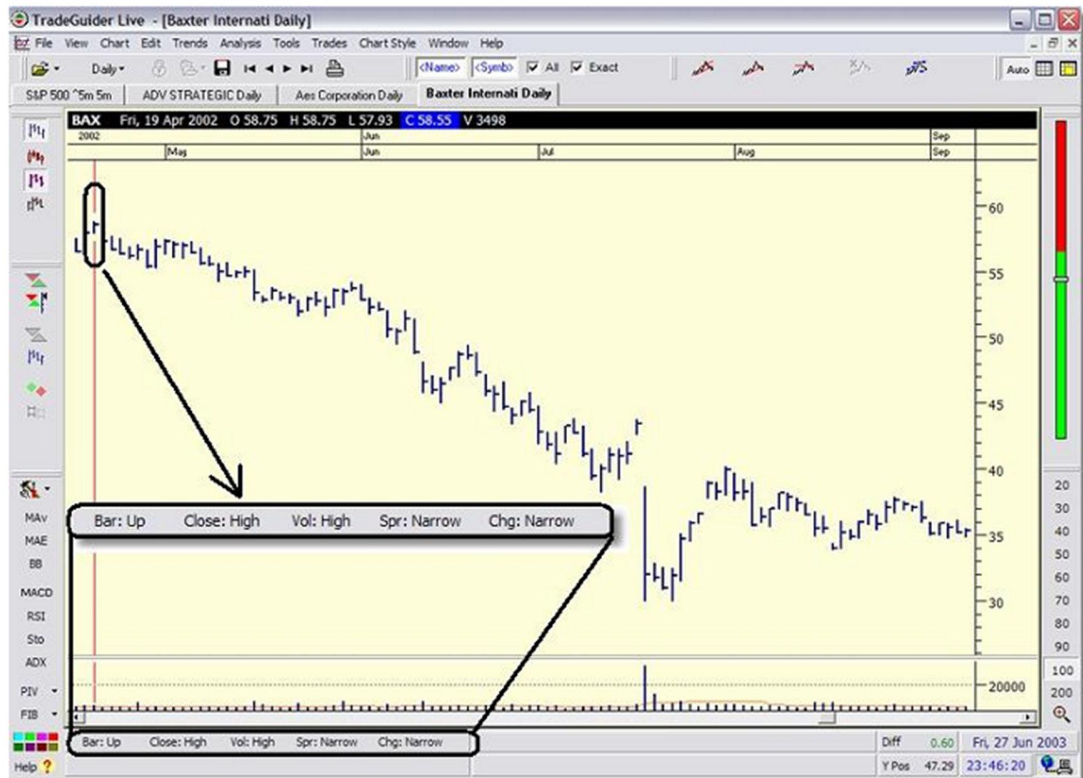 TradeGuider Live - [Baxter Internati Daily]
File View Chart Edit Trends Analysis Tools Trades Chart Style Window Help
Daily <Name> <Symb> All Exact Auto
S&P 500 ^5m 5m ADV STRATEGIC Daily Aes Corporation Daily Baxter Internati Daily
BAX Fri, 19 Apr 2002 O 58.75 H 58.75 L 57.93 C 58.55 V 3498
2002 Jun Sep
May Jun Jul Aug Sep
60
55
50
45
40
35
30
20000
Bar: Up Close: High Vol: High Spr: Narrow Chg: Narrow
MAv
MAE
BB
MACD
RSI
Sto
ADX
PIV
FIB
Help ?
20
30
40
50
60
70
80
90
100
200
Bar: Up Close: High Vol: High Spr: Narrow Chg: Narrow
Diff 0.60 Fri, 27 Jun 2003
Y Pos 47.29 23:46:20